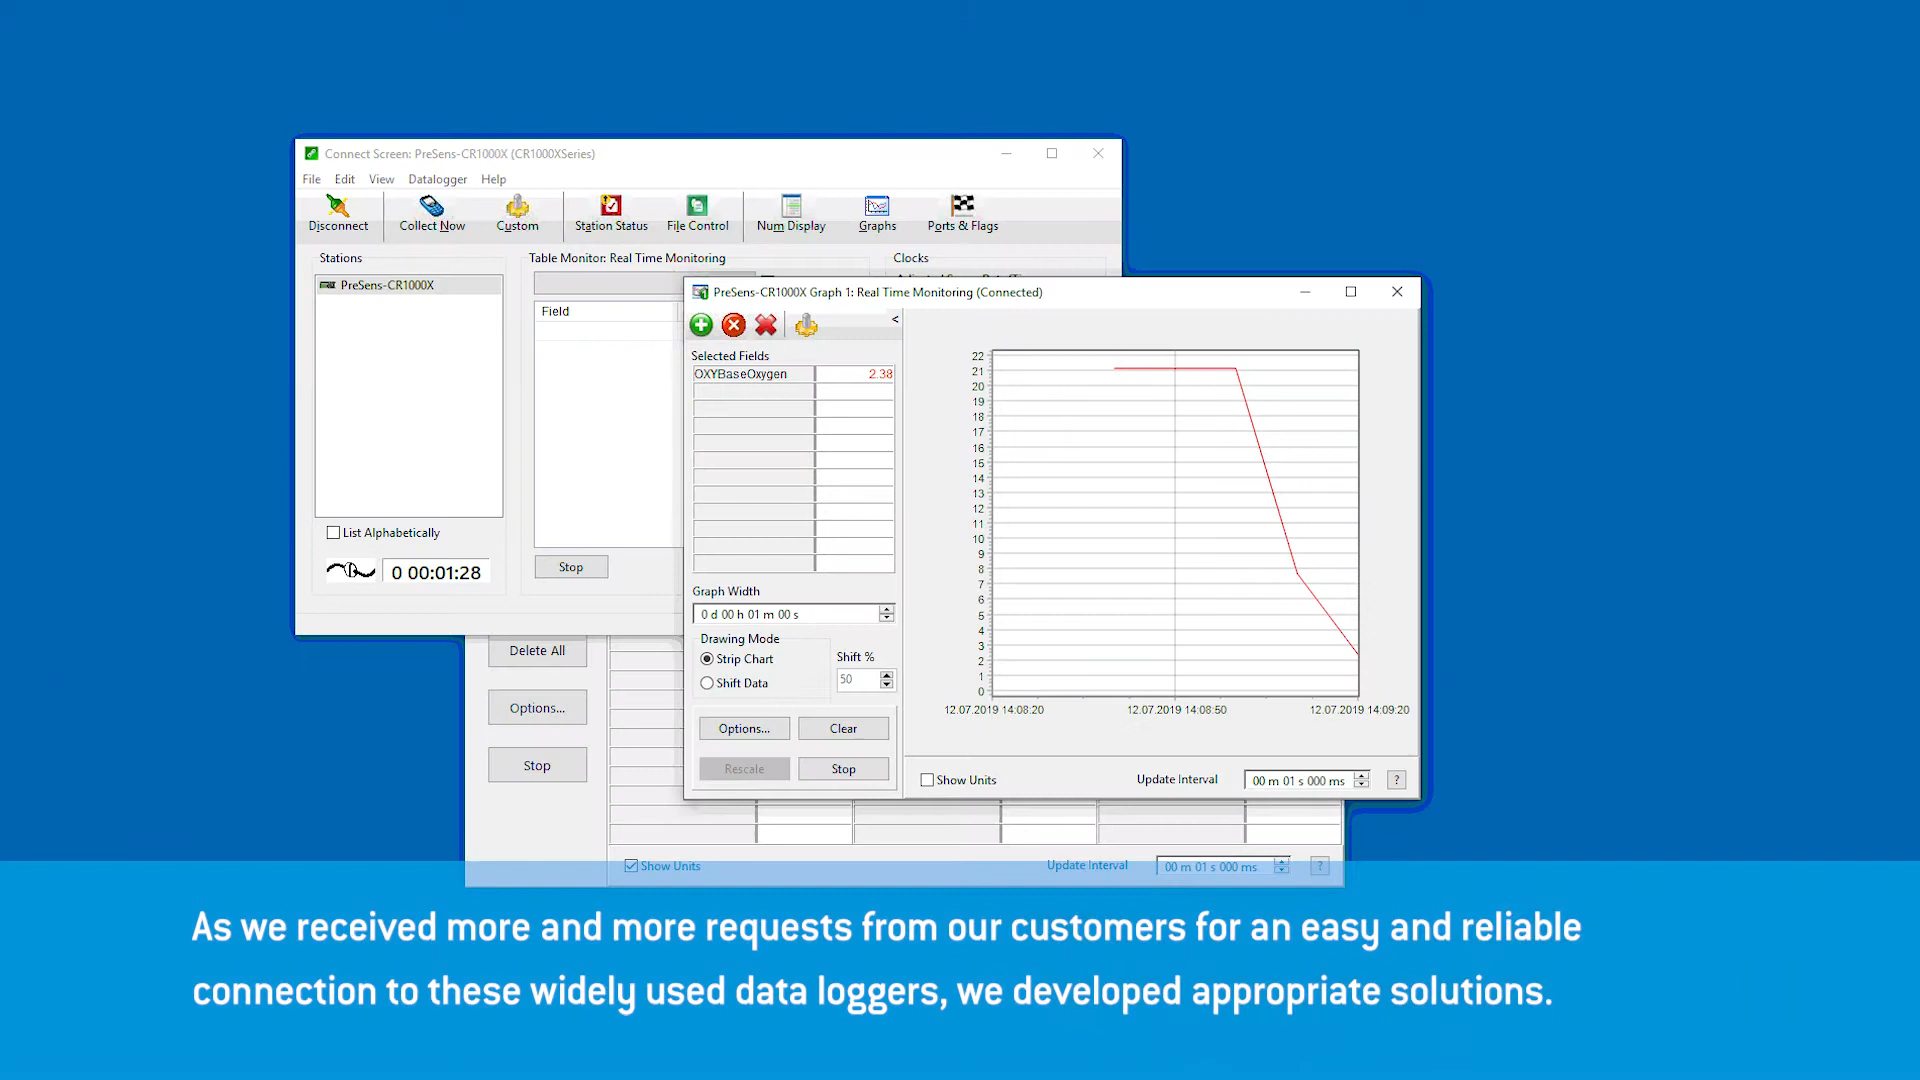 Connect Screen: PreSens-CR1000X (CR1000XSeries)
File Edit View Datalogger Help
Disconnect Collect Now Custom Station Status File Control Num Display Graphs Ports & Flags
Stations
PreSens-CR1000X
List Alphabetically
0 00:01:28
Table Monitor: Real Time Monitoring
Field
Stop
Clocks
PreSens-CR1000X Graph 1: Real Time Monitoring (Connected)
<
Selected Fields
OXYBaseOxygen 2.38
Graph Width
0 d 00 h 01 m 00 s
Drawing Mode
Strip Chart
Shift Data
Shift %
50
Options... Clear
Rescale Stop
22
21
20
19
18
17
16
15
14
13
12
11
10
9
8
7
6
5
4
3
2
1
0
12.07.2019 14:08:20 12.07.2019 14:08:50 12.07.2019 14:09:20
Show Units Update Interval 00 m 01 s 000 ms ?
Delete All
Options...
Stop
Show Units Update Interval 00 m 01 s 000 ms ?
As we received more and more requests from our customers for an easy and reliable
connection to these widely used data loggers, we developed appropriate solutions.